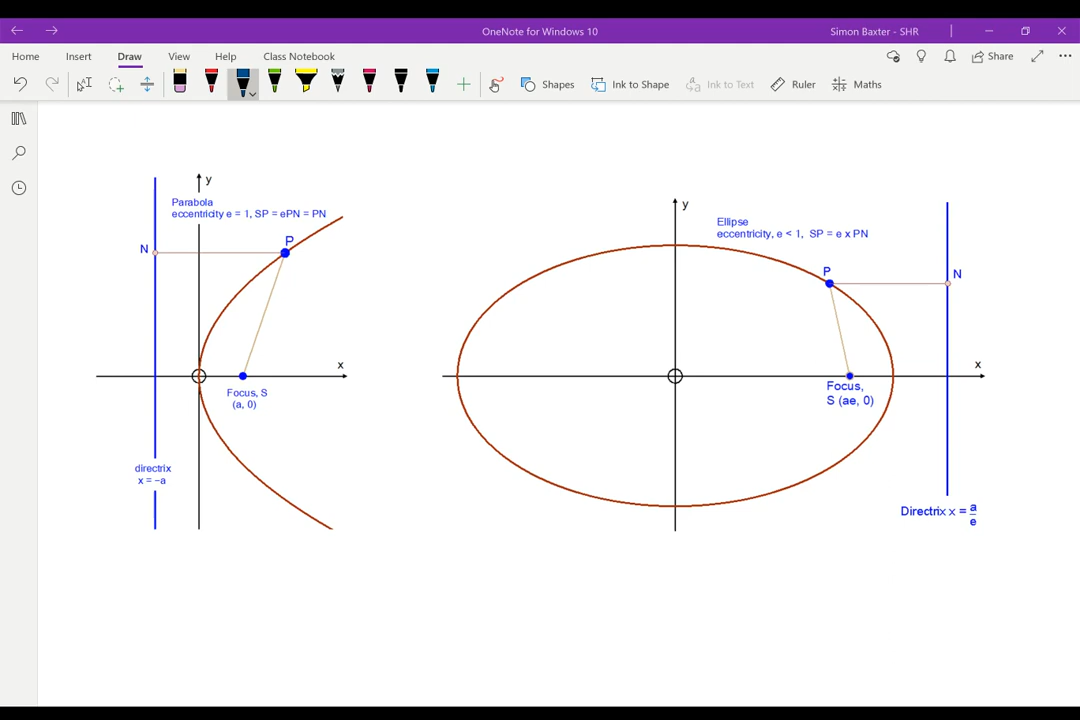 OneNote for Windows 10
Simon Baxter - SHR
Home Insert Draw View Help Class Notebook
Share
Shapes Ink to Shape Ink to Text Ruler Maths
y
Parabola
eccentricity e = 1, SP = ePN = PN
N
P
x
Focus, S
(a, 0)
directrix
x = –a
y
Ellipse
eccentricity, e < 1, SP = e x PN
P
N
x
Focus,
S (ae, 0)
Directrix x = a
e